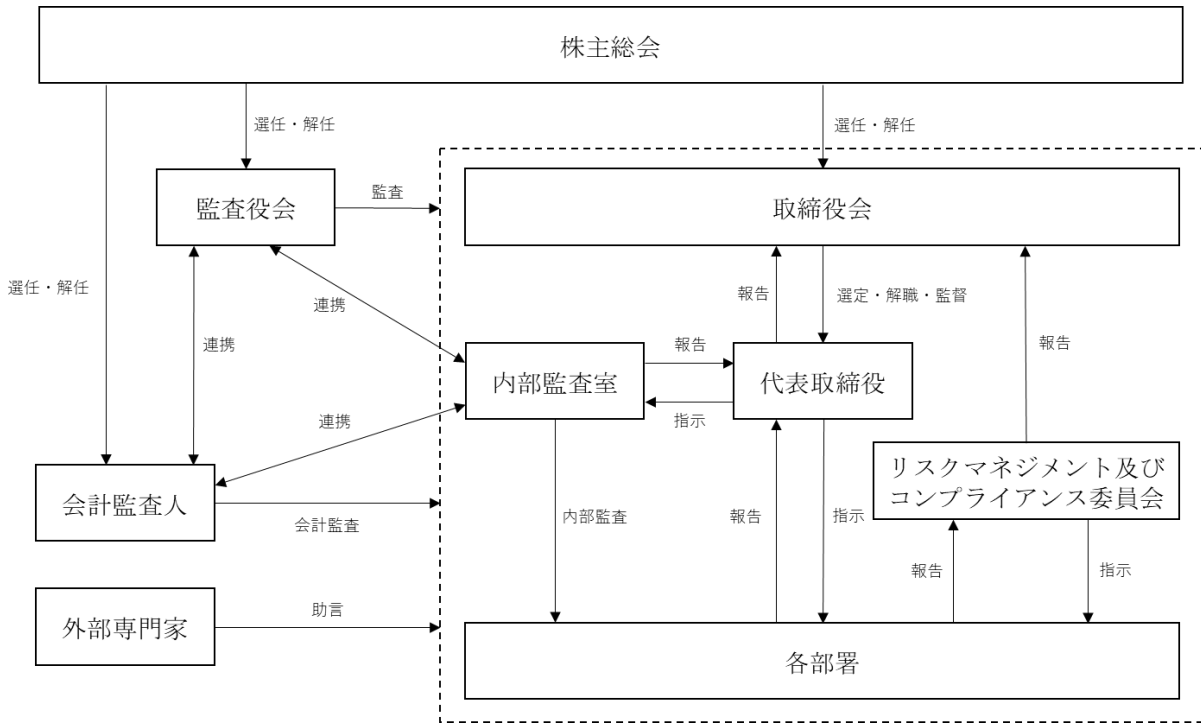 株主総会
選任・解任
選任・解任
監査役会
監査
取締役会
選任・解任
連携
連携
報告
選定・解職・監督
報告
内部監査室
報告
代表取締役
指示
連携
会計監査人
会計監査
内部監査
報告
指示
リスクマネジメント及び
コンプライアンス委員会
報告
指示
外部専門家
助言
各部署